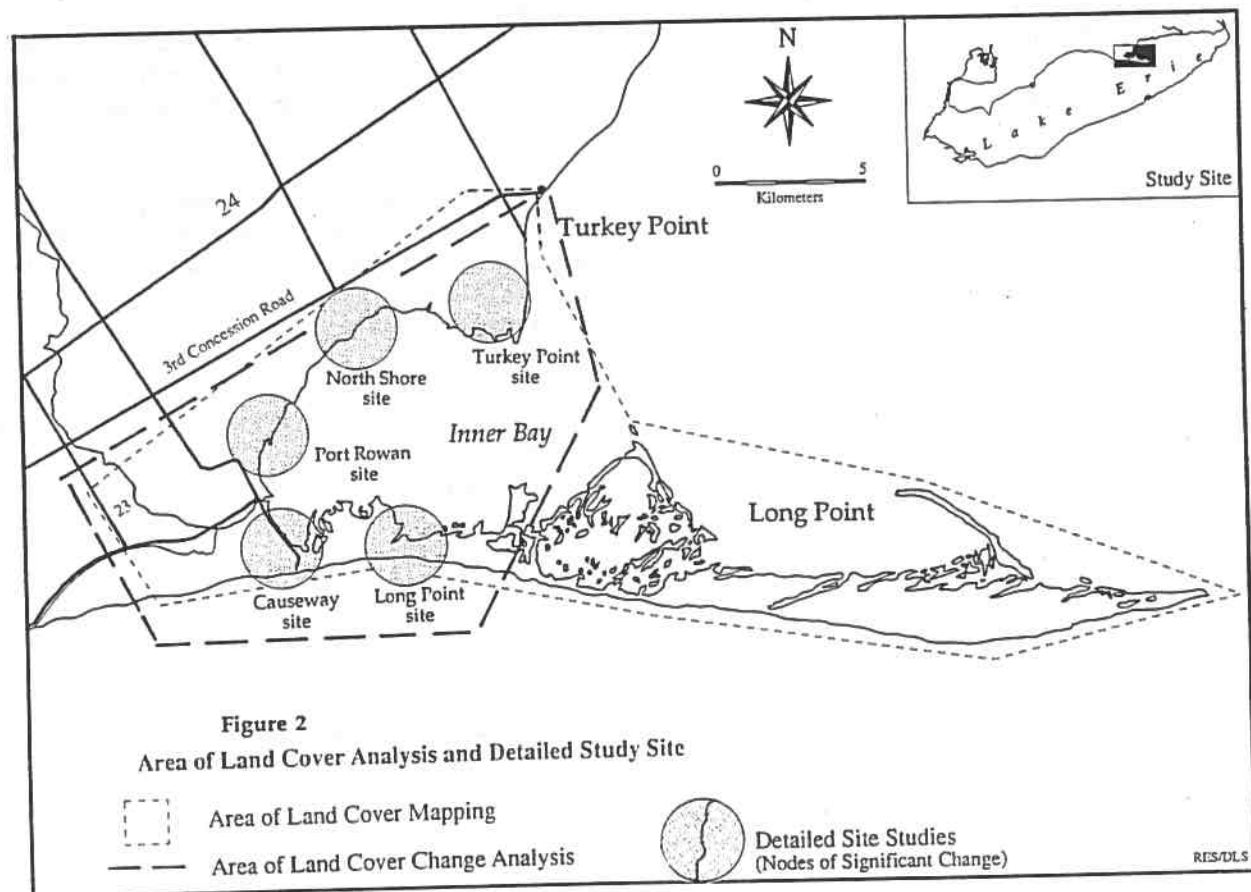 N
0 5
Kilometers
Lake Erie
Study Site
24
Turkey Point
3rd Concession Road
Turkey Point
site
North Shore
site
Inner Bay
Port Rowan
site
23
Long Point
Causeway
site
Long Point
site
Figure 2
Area of Land Cover Analysis and Detailed Study Site
Area of Land Cover Mapping
Area of Land Cover Change Analysis
Detailed Site Studies
(Nodes of Significant Change)
RES/DLS